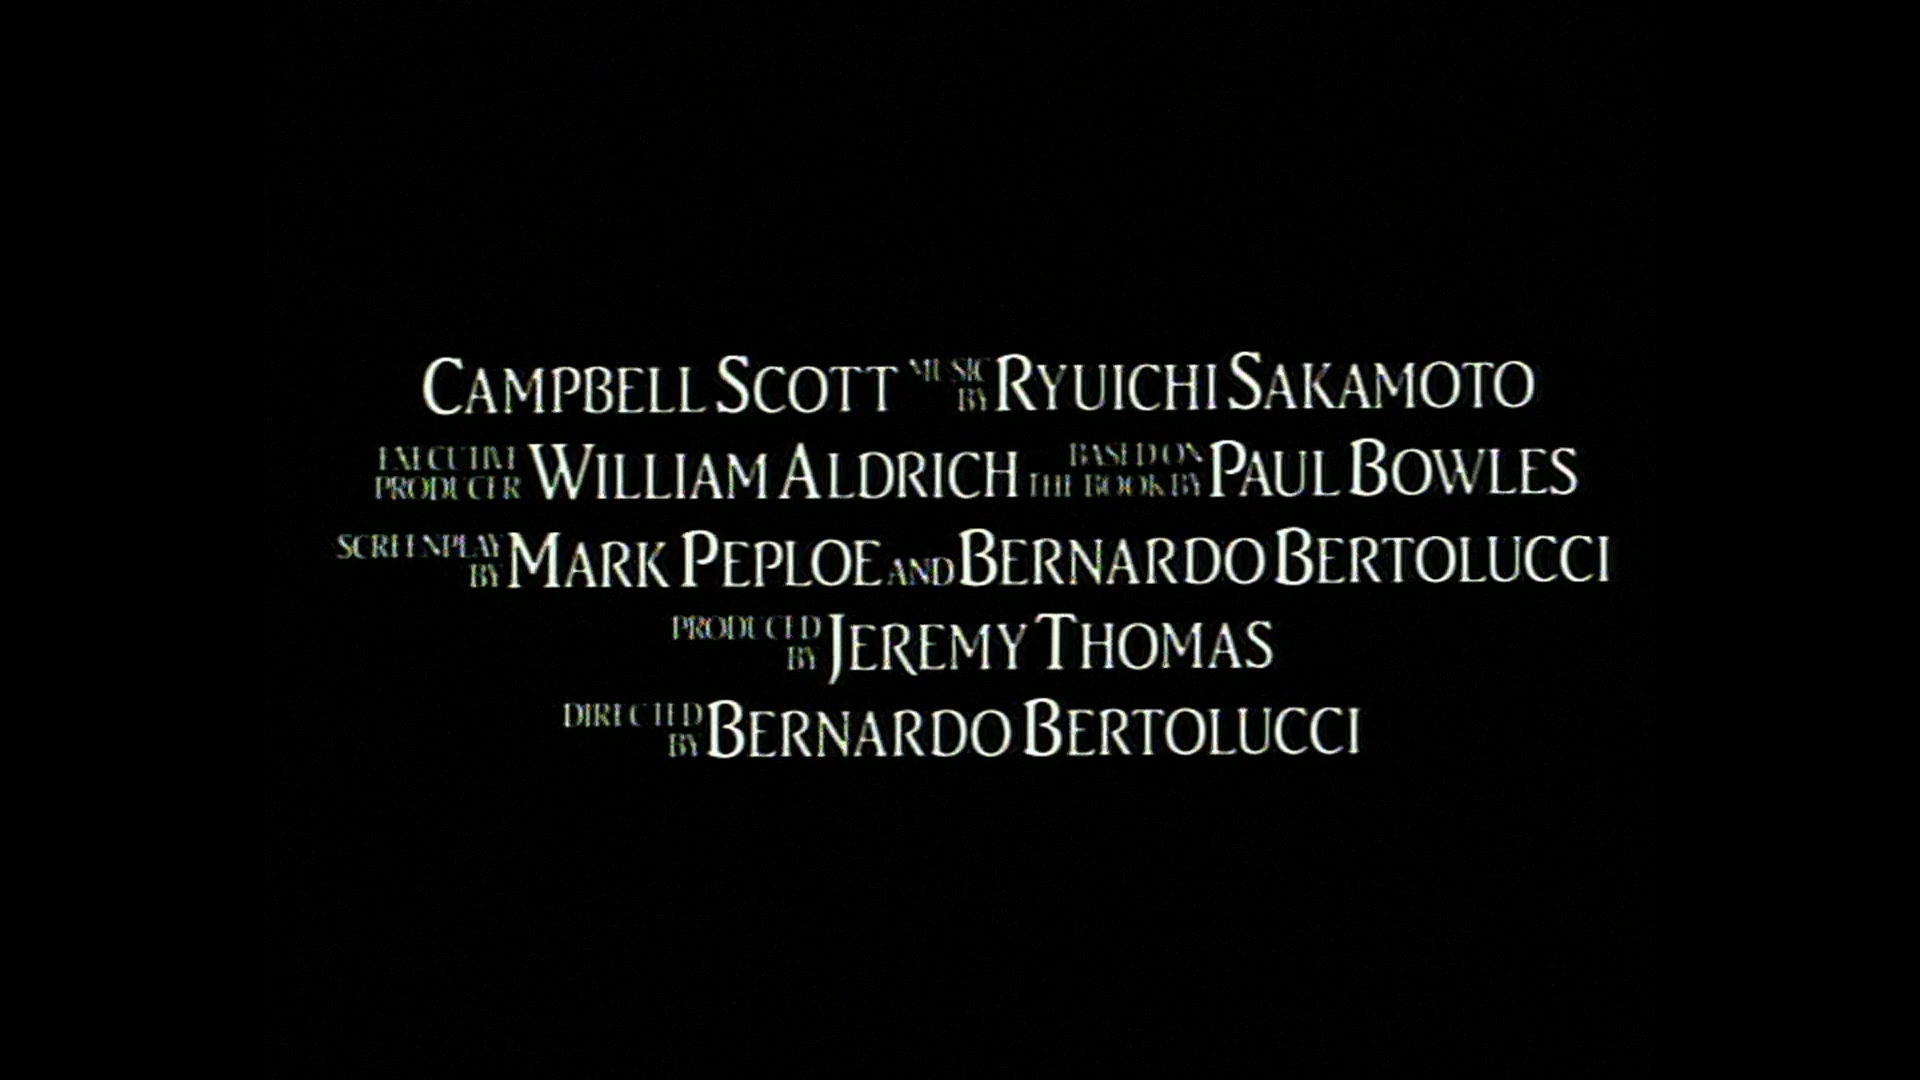 CAMPBELL SCOTT MUSIC BY RYUICHI SAKAMOTO
EXECUTIVE PRODUCER WILLIAM ALDRICH BASED ON THE BOOK BY PAUL BOWLES
SCREENPLAY BY MARK PEPLOE AND BERNARDO BERTOLUCCI
PRODUCED BY JEREMY THOMAS
DIRECTED BY BERNARDO BERTOLUCCI